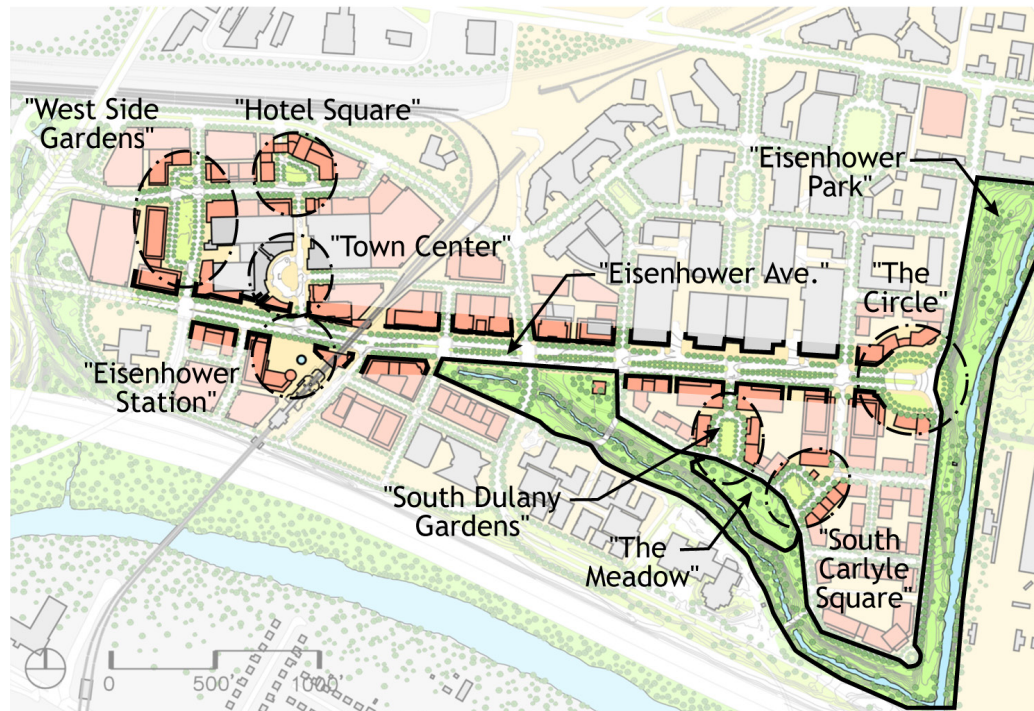 "West Side
Gardens"
"Hotel Square"
"Eisenhower
Park"
"Town Center"
"Eisenhower Ave."
"The
Circle"
"Eisenhower
Station"
"South Dulany
Gardens"
"The
Meadow"
"South
Carlyle
Square"
0 500' 1000'